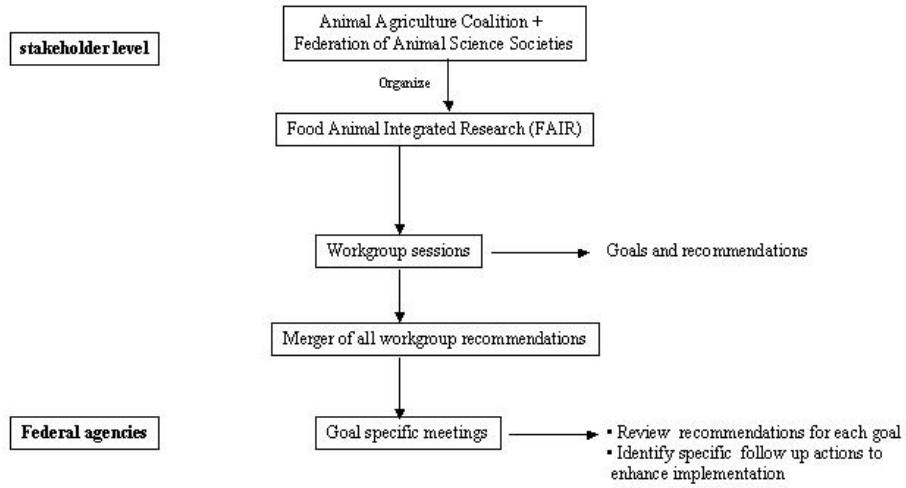 stakeholder level
Animal Agriculture Coalition +
Federation of Animal Science Societies
Organize
Food Animal Integrated Research (FAIR)
Workgroup sessions
Goals and recommendations
Merger of all workgroup recommendations
Federal agencies
Goal specific meetings
▪ Review recommendations for each goal
▪ Identify specific follow up actions to
enhance implementation